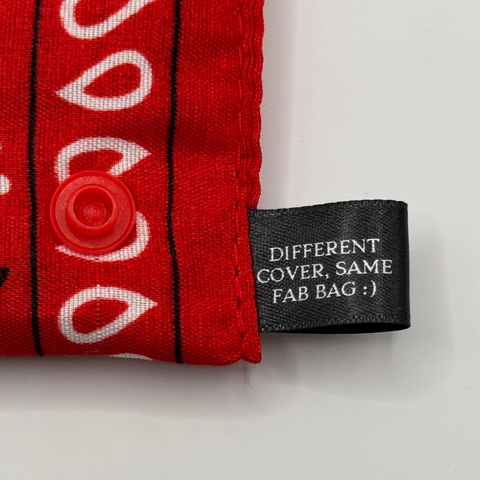 DIFFERENT
COVER, SAME
FAB BAG :)